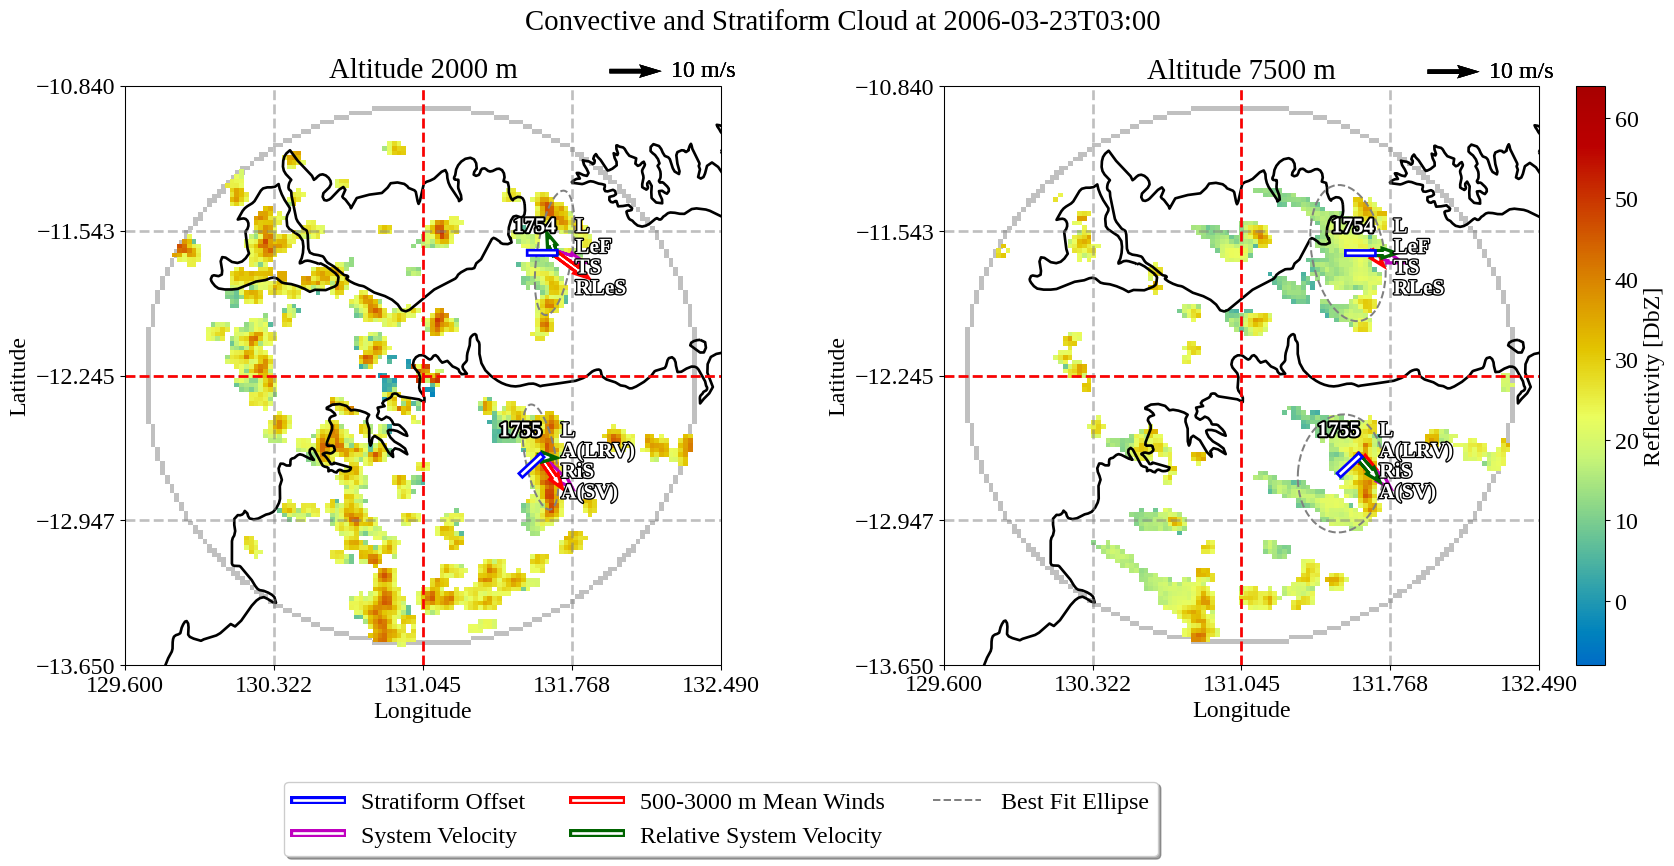 Convective and Stratiform Cloud at 2006-03-23T03:00
Altitude 2000 m
10 m/s
Altitude 7500 m
10 m/s
−10.840
−11.543
−12.245
−12.947
−13.650
Latitude
129.600
130.322
131.045
131.768
132.490
Longitude
1754
L
LeF
TS
RLeS
1755
L
A(LRV)
RiS
A(SV)
−10.840
−11.543
−12.245
−12.947
−13.650
Latitude
129.600
130.322
131.045
131.768
132.490
Longitude
1754
L
LeF
TS
RLeS
1755
L
A(LRV)
RiS
A(SV)
60
50
40
30
20
10
0
Reflectivity [DbZ]
Stratiform Offset
500-3000 m Mean Winds
Best Fit Ellipse
System Velocity
Relative System Velocity